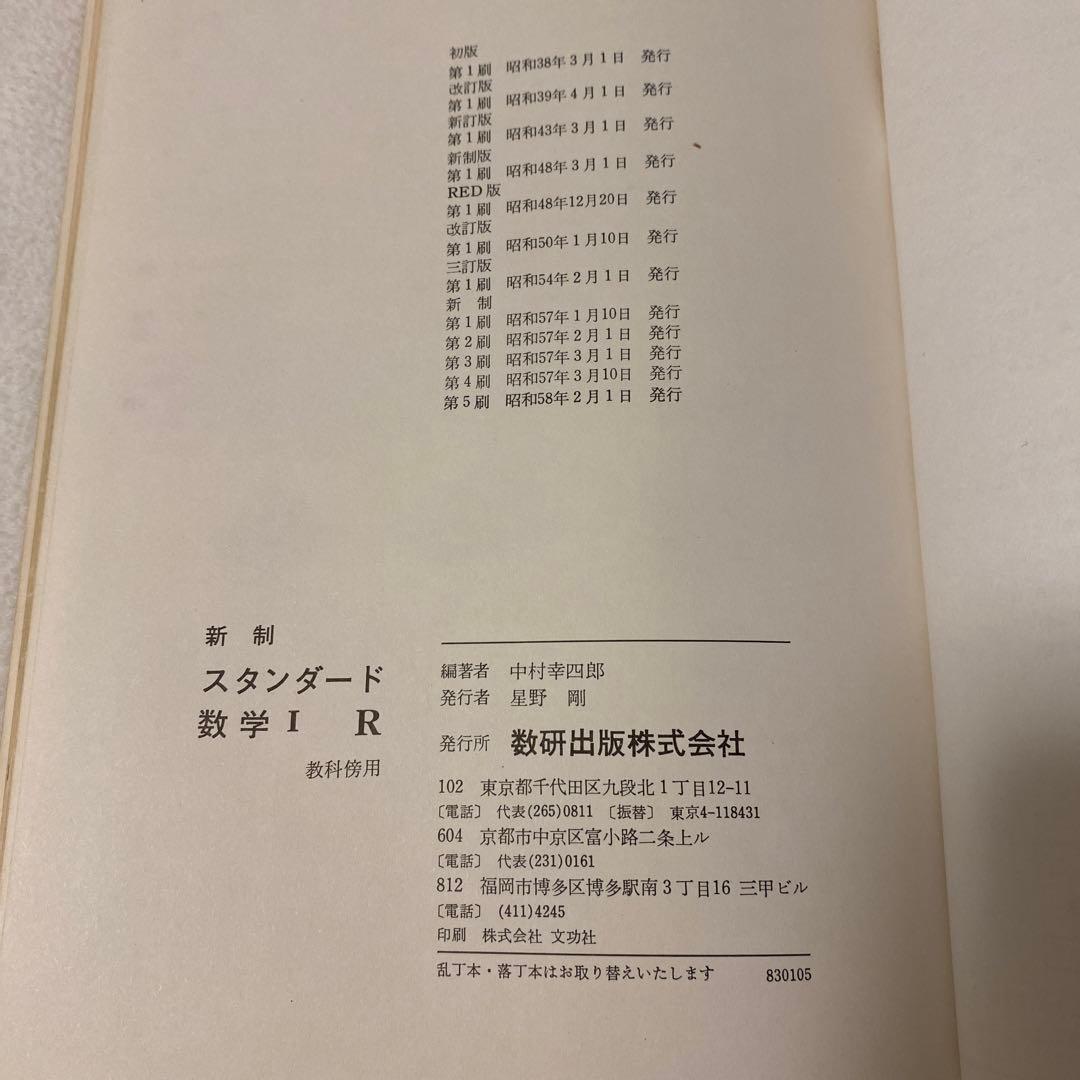 初版
第1刷 昭和38年3月1日 発行
改訂版
第1刷 昭和39年4月1日 発行
新訂版
第1刷 昭和43年3月1日 発行
新制版
第1刷 昭和48年3月1日 発行
RED版
第1刷 昭和48年12月20日 発行
改訂版
第1刷 昭和50年1月10日 発行
三訂版
第1刷 昭和54年2月1日 発行
新 制
第1刷 昭和57年1月10日 発行
第2刷 昭和57年2月1日 発行
第3刷 昭和57年3月1日 発行
第4刷 昭和57年3月10日 発行
第5刷 昭和58年2月1日 発行
新 制
スタンダード
数学I R
教科傍用
編著者 中村幸四郎
発行者 星野 剛
発行所 数研出版株式会社
102 東京都千代田区九段北1丁目12-11
〔電話〕 代表(265)0811 〔振替〕 東京4-118431
604 京都市中京区富小路二条上ル
〔電話〕 代表(231)0161
812 福岡市博多区博多駅南3丁目16 三甲ビル
〔電話〕 (411)4245
印刷 株式会社 文功社
乱丁本・落丁本はお取り替えいたします 830105